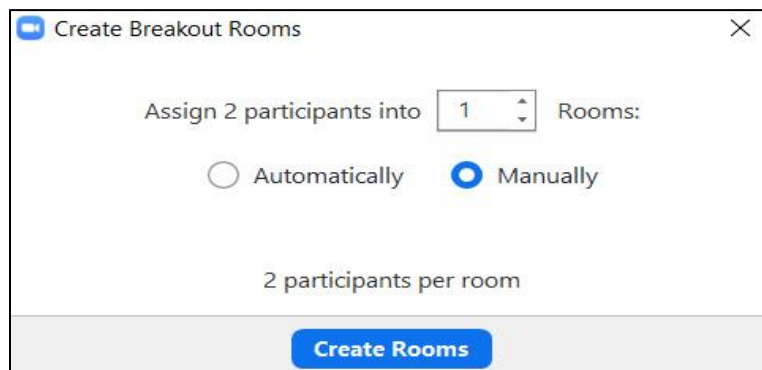 Create Breakout Rooms
Assign 2 participants into 1 Rooms:
Automatically Manually
2 participants per room
Create Rooms